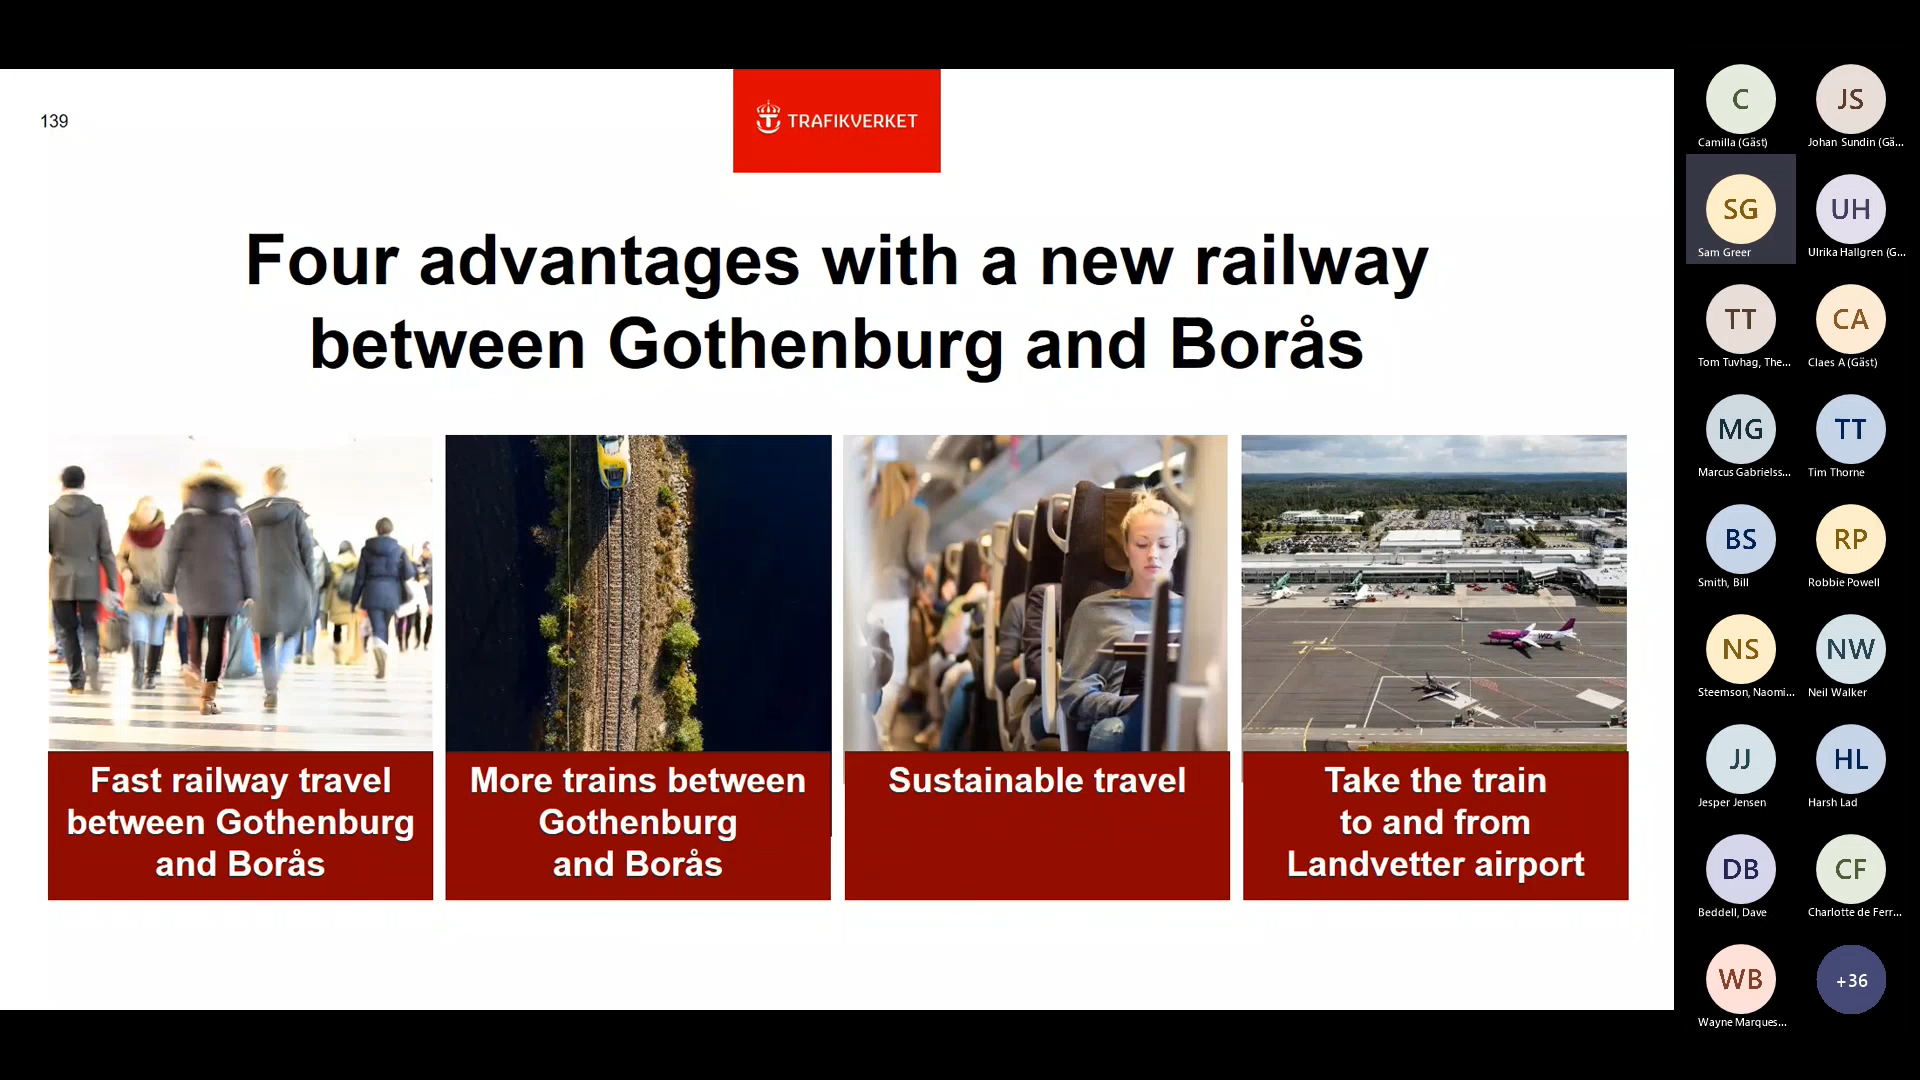 139
TRAFIKVERKET
Four advantages with a new railway
between Gothenburg and Borås
Fast railway travel
between Gothenburg
and Borås
More trains between
Gothenburg
and Borås
Sustainable travel
Take the train
to and from
Landvetter airport
C
Camilla (Gäst)
JS
Johan Sundin (Gä...
SG
Sam Greer
UH
Ulrika Hallgren (G...
TT
Tom Tuvhag, The...
CA
Claes A (Gäst)
MG
Marcus Gabrielss...
TT
Tim Thorne
BS
Smith, Bill
RP
Robbie Powell
NS
Steemson, Naomi...
NW
Neil Walker
JJ
Jesper Jensen
HL
Harsh Lad
DB
Beddell, Dave
CF
Charlotte de Ferr...
WB
Wayne Marques...
+36